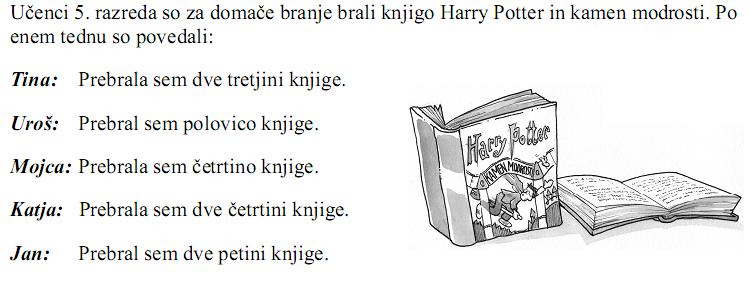 Učenci 5. razreda so za domače branje brali knjigo Harry Potter in kamen modrosti. Po
enem tednu so povedali:
Tina: Prebrala sem dve tretjini knjige.
Uroš: Prebral sem polovico knjige.
Mojca: Prebrala sem četrtino knjige.
Katja: Prebrala sem dve četrtini knjige.
Jan: Prebral sem dve petini knjige.
Harry Potter
KAMEN MODROSTI